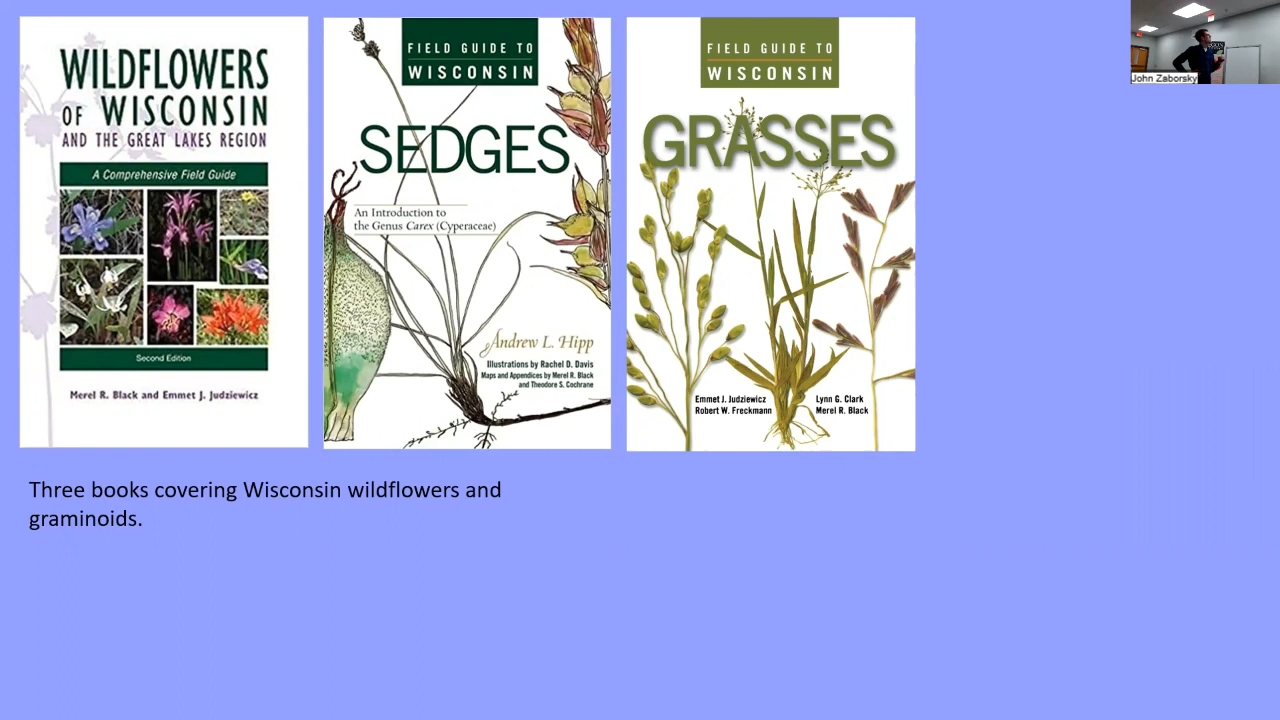 WILDFLOWERS
OF WISCONSIN
AND THE GREAT LAKES REGION
A Comprehensive Field Guide
Second Edition
Merel R. Black and Emmet J. Judziewicz
FIELD GUIDE TO
WISCONSIN
SEDGES
An Introduction to
the Genus Carex (Cyperaceae)
Andrew L. Hipp
Illustrations by Rachel D. Davis
Maps and Appendices by Merel R. Black
and Theodore S. Cochrane
FIELD GUIDE TO
WISCONSIN
GRASSES
Emmet J. Judziewicz
Robert W. Freckmann
Lynn G. Clark
Merel R. Black
Three books covering Wisconsin wildflowers and
graminoids.
John Zaborsky